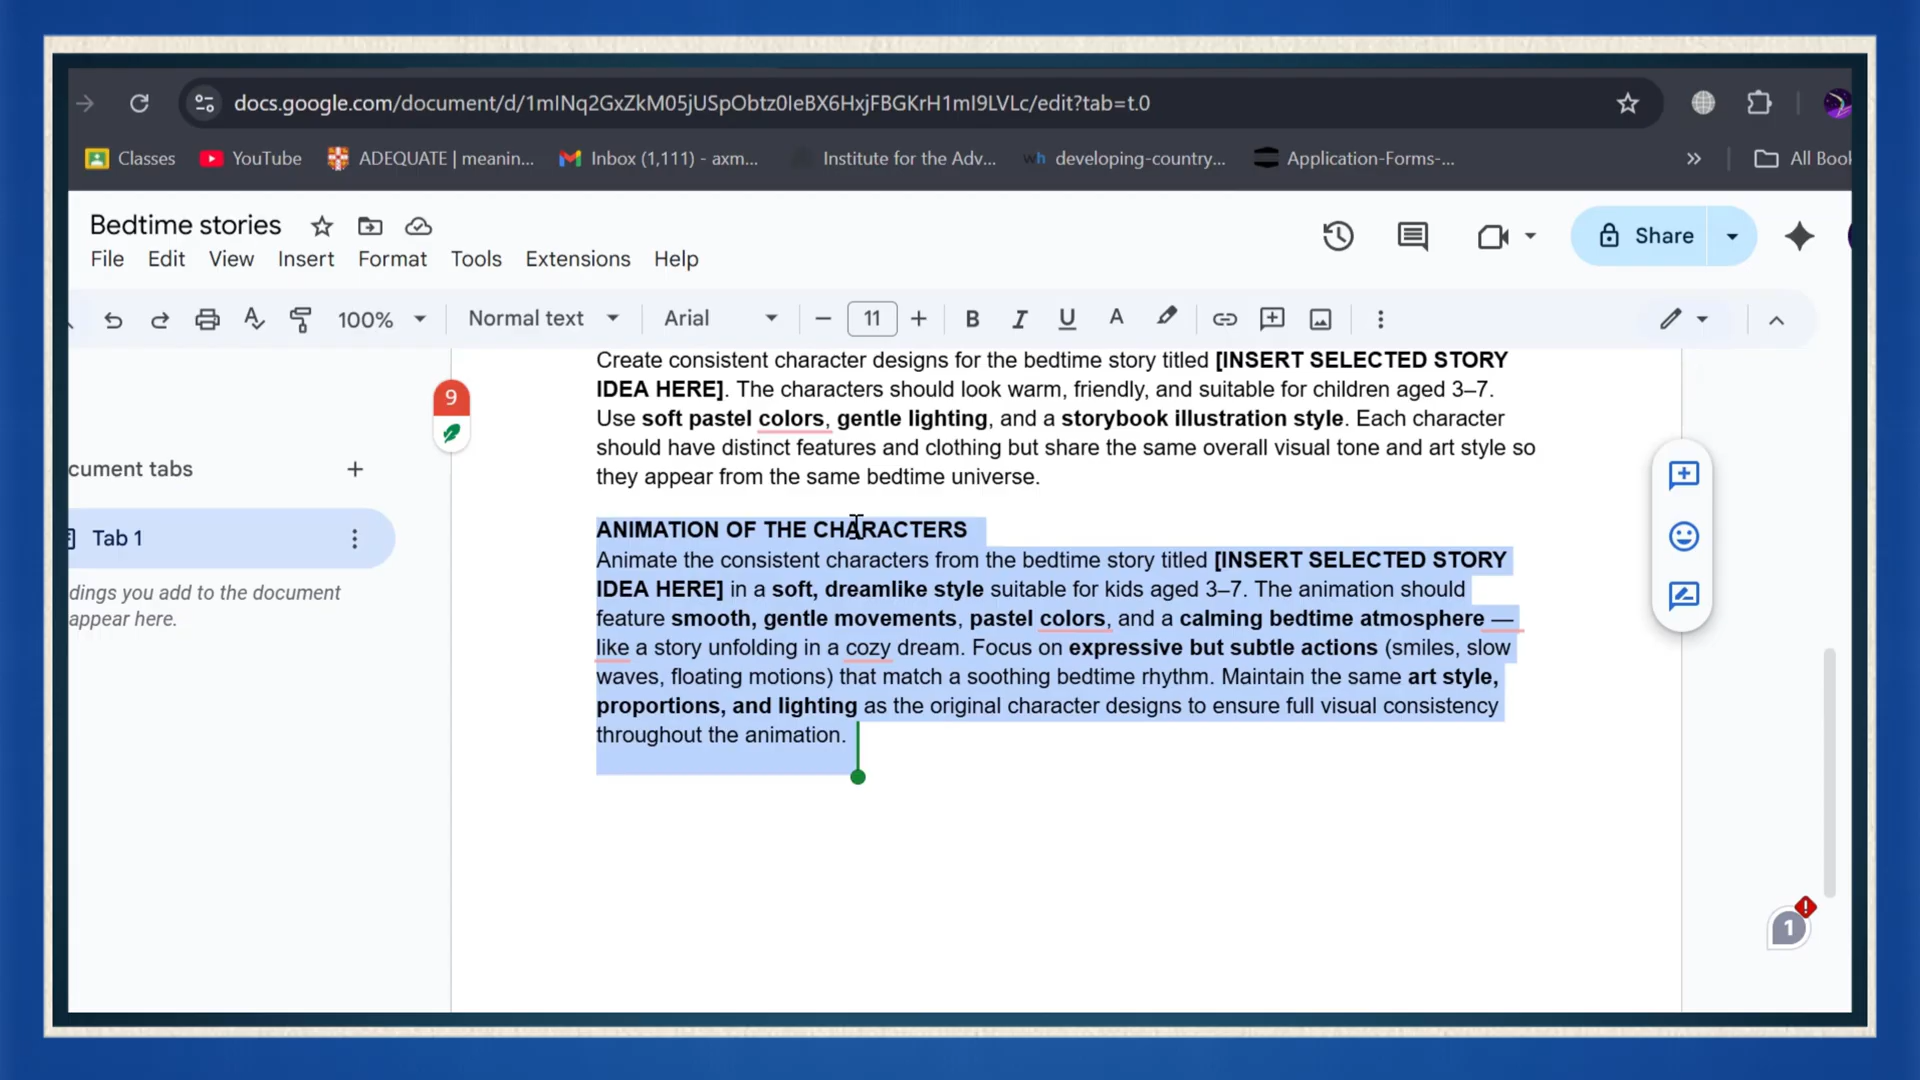 docs.google.com/document/d/1mINq2GxZkM05jUSpObtz0IeBX6HxjFBGKrH1mI9LVLc/edit?tab=t.0
Classes YouTube ADEQUATE | meanin... Inbox (1,111) - axm... Institute for the Adv... wh developing-country... Application-Forms-... » All Bool
Bedtime stories
File Edit View Insert Format Tools Extensions Help
Share
100% Normal text Arial 11 B I U A
Create consistent character designs for the bedtime story titled [INSERT SELECTED STORY
IDEA HERE]. The characters should look warm, friendly, and suitable for children aged 3–7.
Use soft pastel colors, gentle lighting, and a storybook illustration style. Each character
should have distinct features and clothing but share the same overall visual tone and art style so
they appear from the same bedtime universe.
9
cument tabs
Tab 1
dings you add to the document
appear here.
ANIMATION OF THE CHARACTERS
Animate the consistent characters from the bedtime story titled [INSERT SELECTED STORY
IDEA HERE] in a soft, dreamlike style suitable for kids aged 3–7. The animation should
feature smooth, gentle movements, pastel colors, and a calming bedtime atmosphere —
like a story unfolding in a cozy dream. Focus on expressive but subtle actions (smiles, slow
waves, floating motions) that match a soothing bedtime rhythm. Maintain the same art style,
proportions, and lighting as the original character designs to ensure full visual consistency
throughout the animation.
1